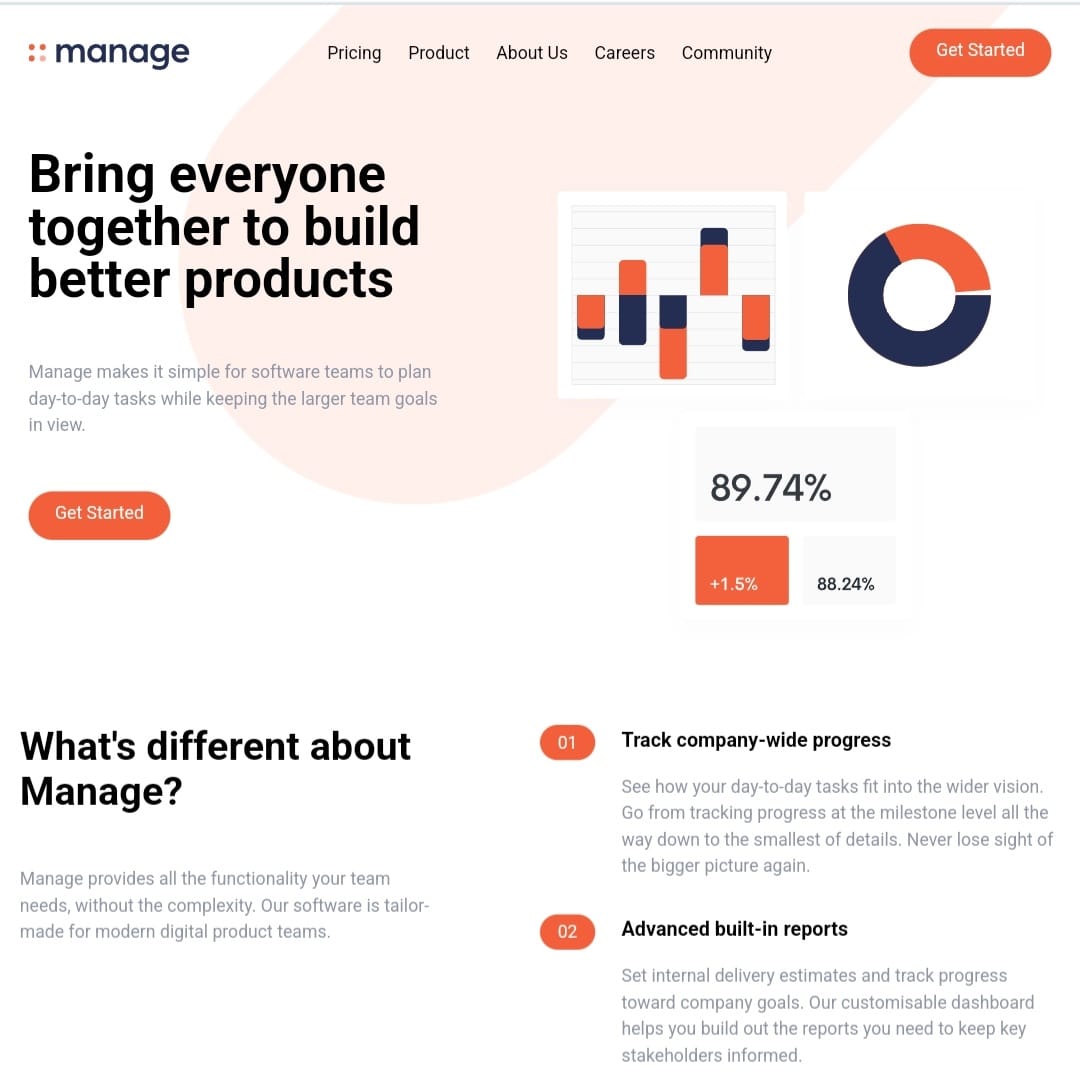 manage
Pricing Product About Us Careers Community
Get Started
Bring everyone
together to build
better products
Manage makes it simple for software teams to plan
day-to-day tasks while keeping the larger team goals
in view.
Get Started
89.74%
+1.5%
88.24%
What's different about
Manage?
Manage provides all the functionality your team
needs, without the complexity. Our software is tailor-
made for modern digital product teams.
01
Track company-wide progress
See how your day-to-day tasks fit into the wider vision.
Go from tracking progress at the milestone level all the
way down to the smallest of details. Never lose sight of
the bigger picture again.
02
Advanced built-in reports
Set internal delivery estimates and track progress
toward company goals. Our customisable dashboard
helps you build out the reports you need to keep key
stakeholders informed.